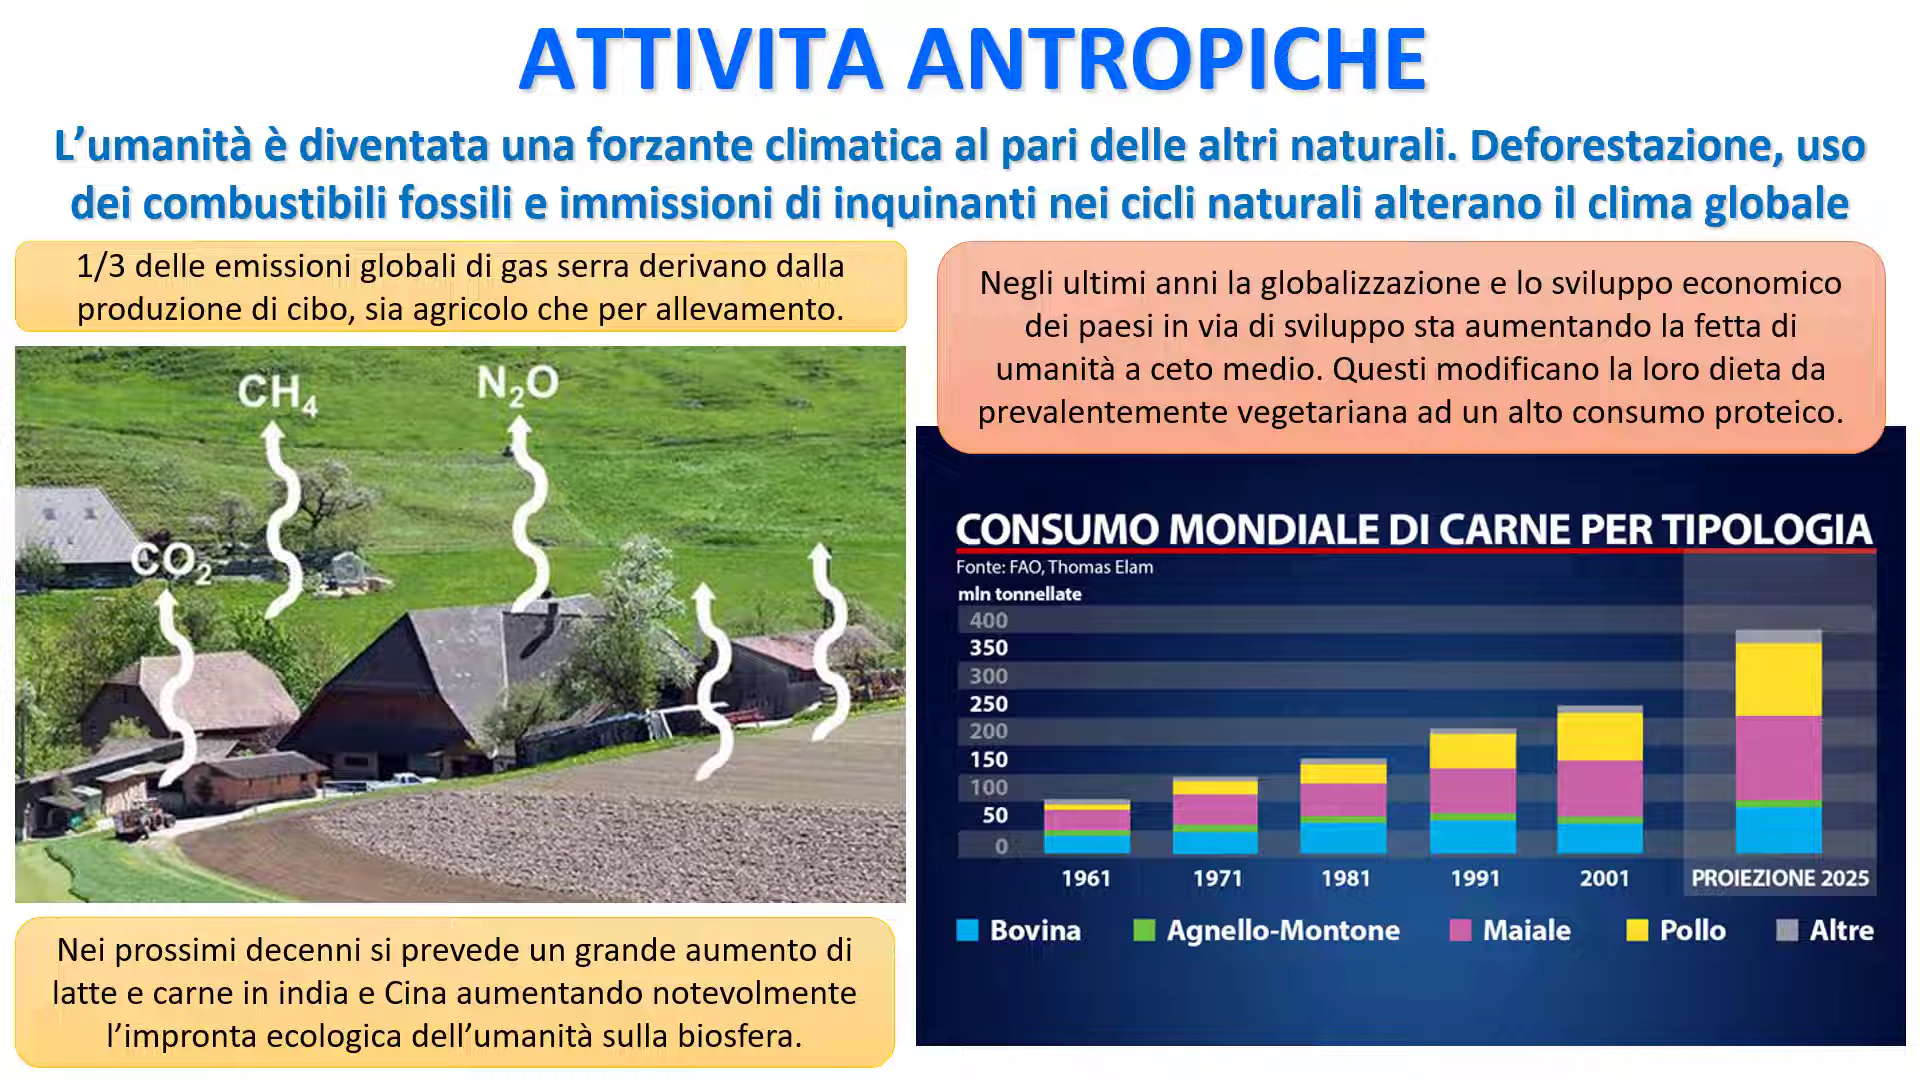 ATTIVITA ANTROPICHE
L’umanità è diventata una forzante climatica al pari delle altri naturali. Deforestazione, uso
dei combustibili fossili e immissioni di inquinanti nei cicli naturali alterano il clima globale
1/3 delle emissioni globali di gas serra derivano dalla
produzione di cibo, sia agricolo che per allevamento.
CH₄
N₂O
CO₂
Nei prossimi decenni si prevede un grande aumento di
latte e carne in india e Cina aumentando notevolmente
l’impronta ecologica dell’umanità sulla biosfera.
Negli ultimi anni la globalizzazione e lo sviluppo economico
dei paesi in via di sviluppo sta aumentando la fetta di
umanità a ceto medio. Questi modificano la loro dieta da
prevalentemente vegetariana ad un alto consumo proteico.
CONSUMO MONDIALE DI CARNE PER TIPOLOGIA
Fonte: FAO, Thomas Elam
mln tonnellate
400
350
300
250
200
150
100
50
0
1961 1971 1981 1991 2001 PROIEZIONE 2025
Bovina Agnello-Montone Maiale Pollo Altre